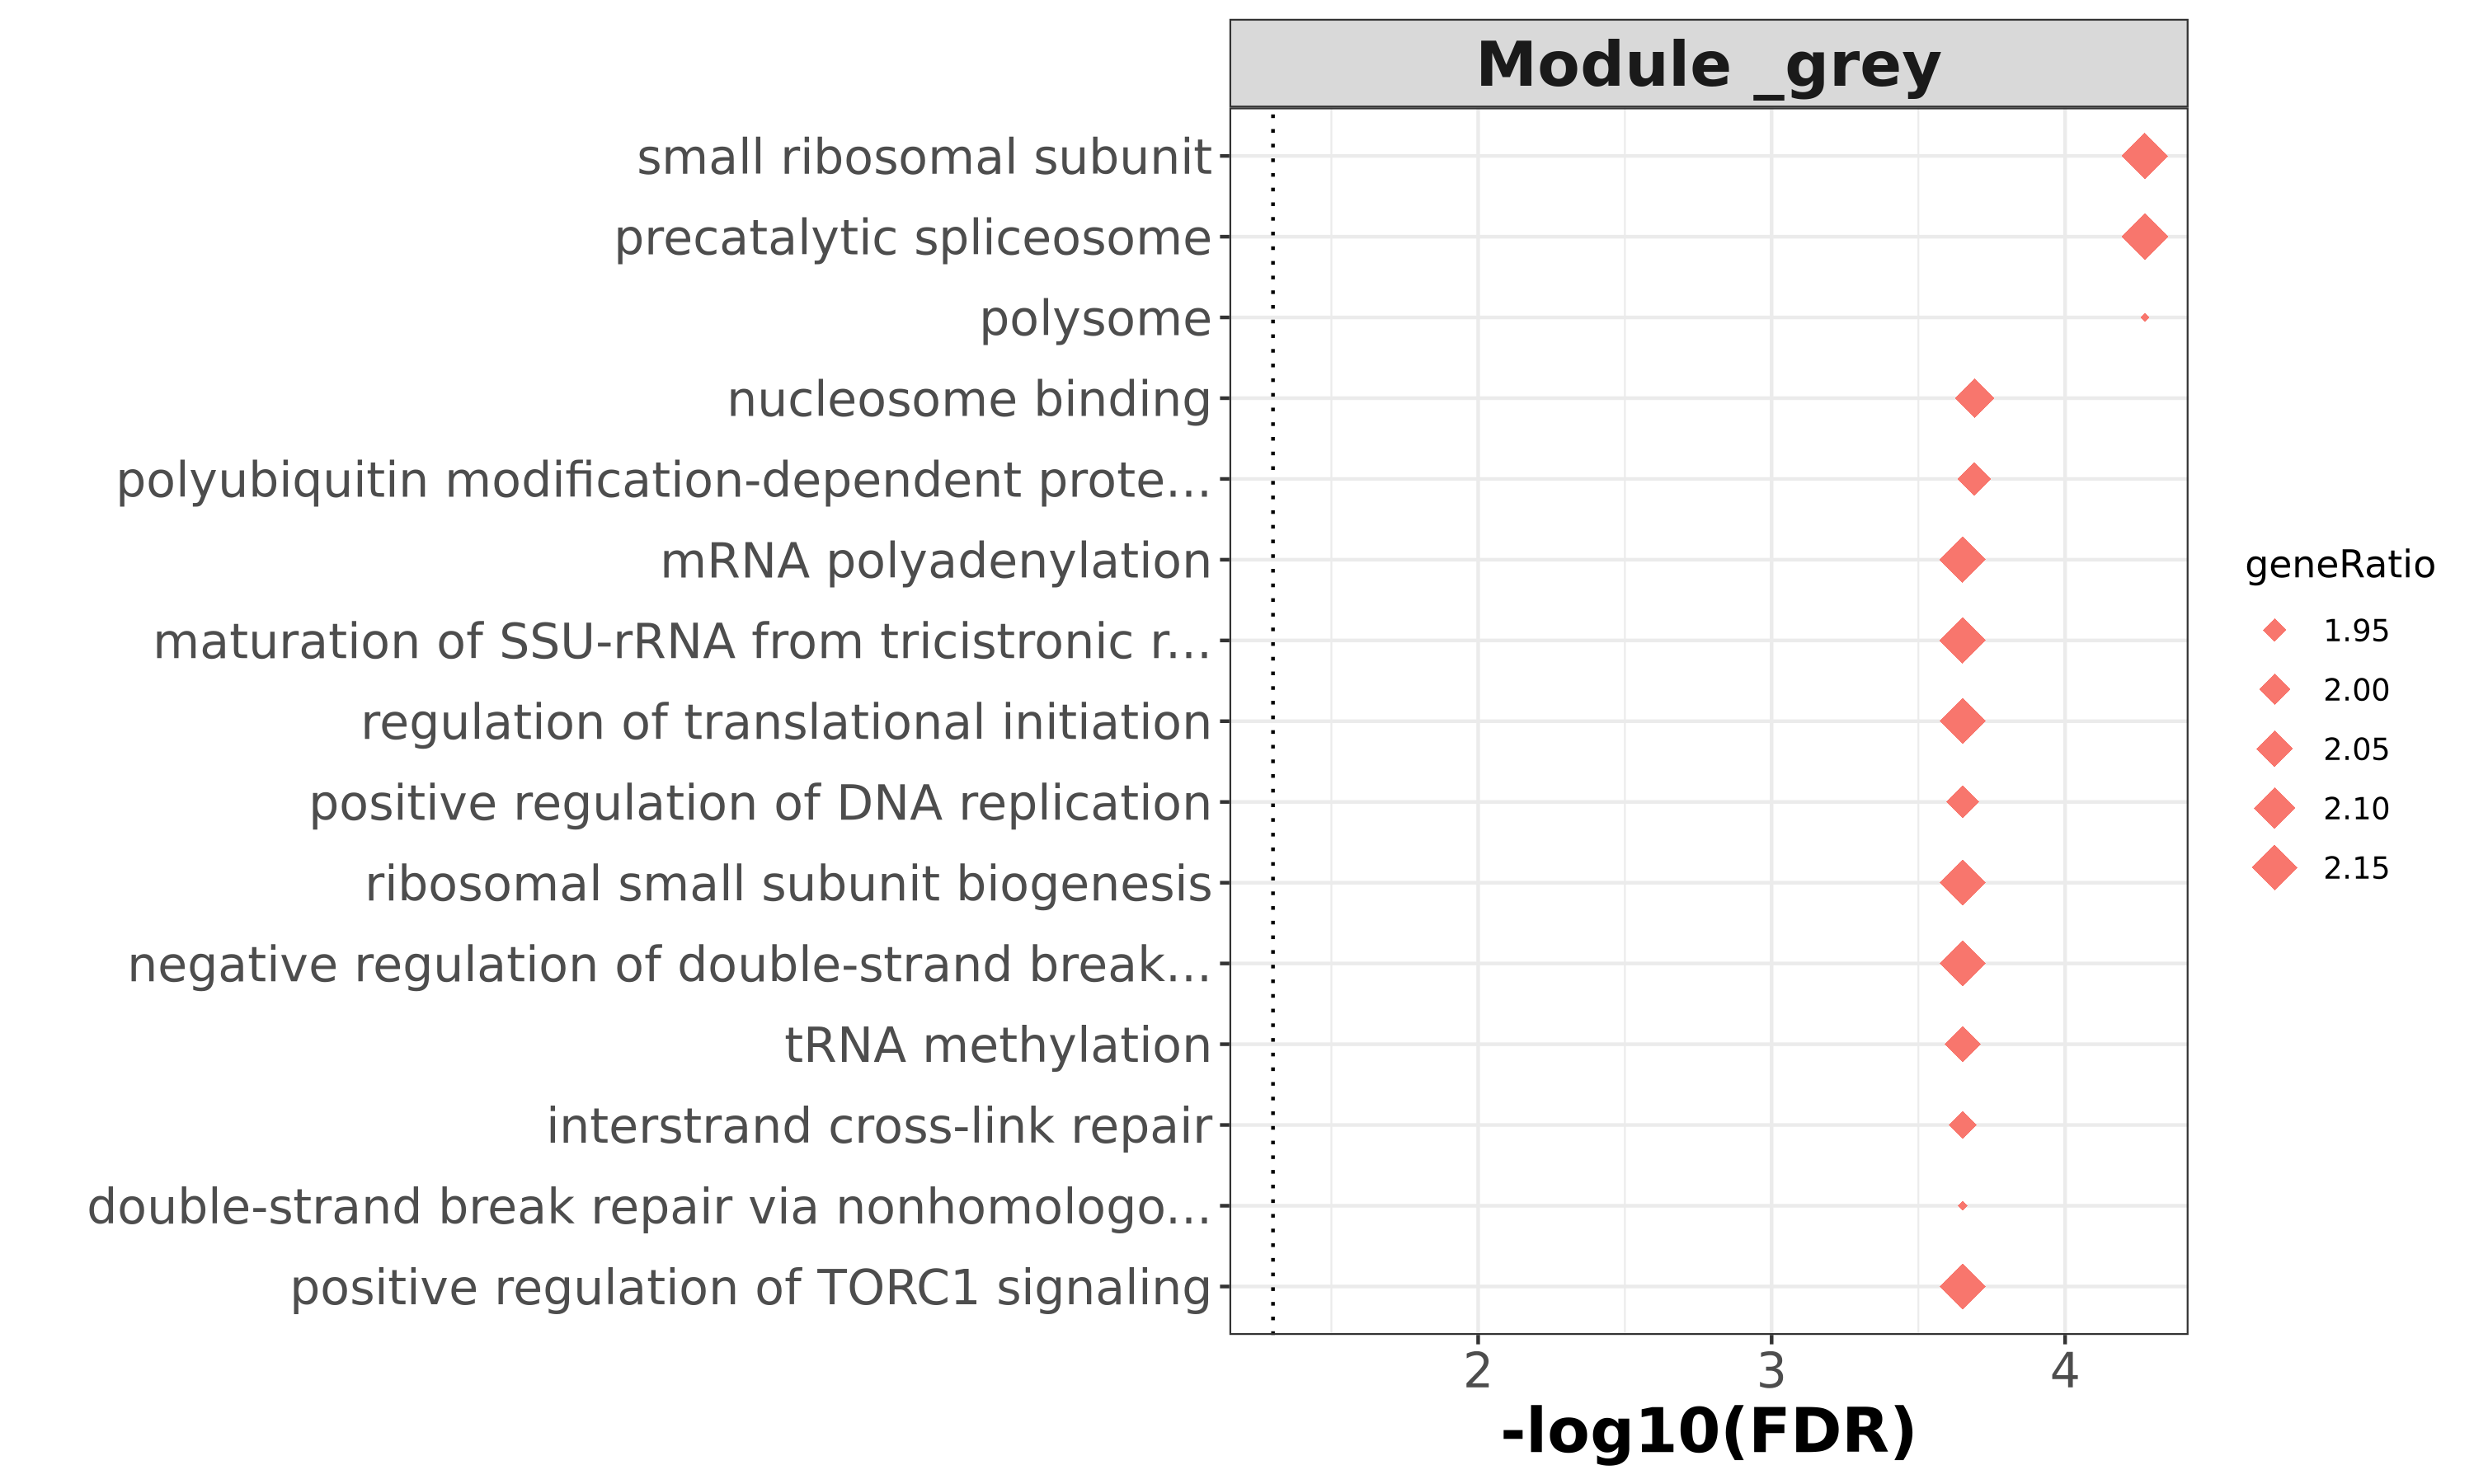 Module _grey
small ribosomal subunit
precatalytic spliceosome
polysome
nucleosome binding
polyubiquitin modification-dependent prote...
mRNA polyadenylation
maturation of SSU-rRNA from tricistronic r...
regulation of translational initiation
positive regulation of DNA replication
ribosomal small subunit biogenesis
negative regulation of double-strand break...
tRNA methylation
interstrand cross-link repair
double-strand break repair via nonhomologo...
positive regulation of TORC1 signaling
2 3 4
-log10(FDR)
geneRatio
1.95
2.00
2.05
2.10
2.15